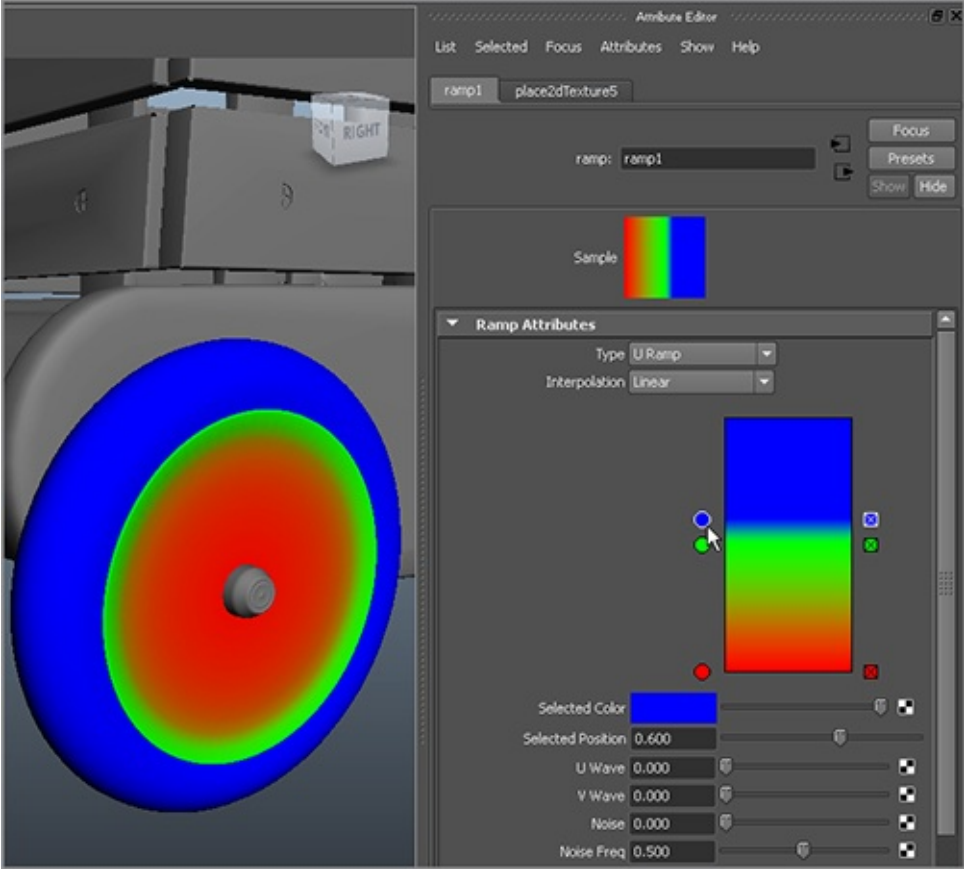 Attribute Editor
List Selected Focus Attributes Show Help
ramp1 place2dTexture5
Focus
ramp: ramp1
Presets
Show Hide
RIGHT
Sample
Ramp Attributes
Type U Ramp
Interpolation Linear
Selected Color
Selected Position 0.600
U Wave 0.000
V Wave 0.000
Noise 0.000
Noise Freq 0.500